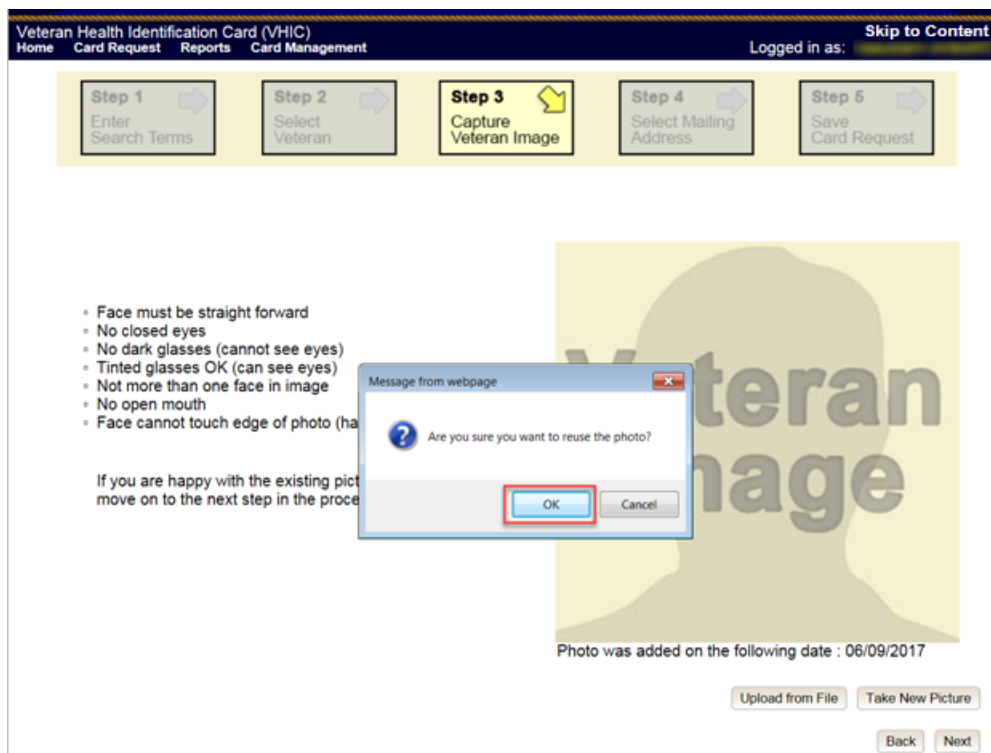 Veteran Health Identification Card (VHIC)
Skip to Content
Home Card Request Reports Card Management
Logged in as:
Step 1
Enter
Search Terms
Step 2
Select
Veteran
Step 3
Capture
Veteran Image
Step 4
Select Mailing
Address
Step 5
Save
Card Request
Face must be straight forward
No closed eyes
No dark glasses (cannot see eyes)
Tinted glasses OK (can see eyes)
Not more than one face in image
No open mouth
Face cannot touch edge of photo (ha
If you are happy with the existing pict
move on to the next step in the proce
Message from webpage
Are you sure you want to reuse the photo?
OK Cancel
Photo was added on the following date : 06/09/2017
Upload from File Take New Picture
Back Next